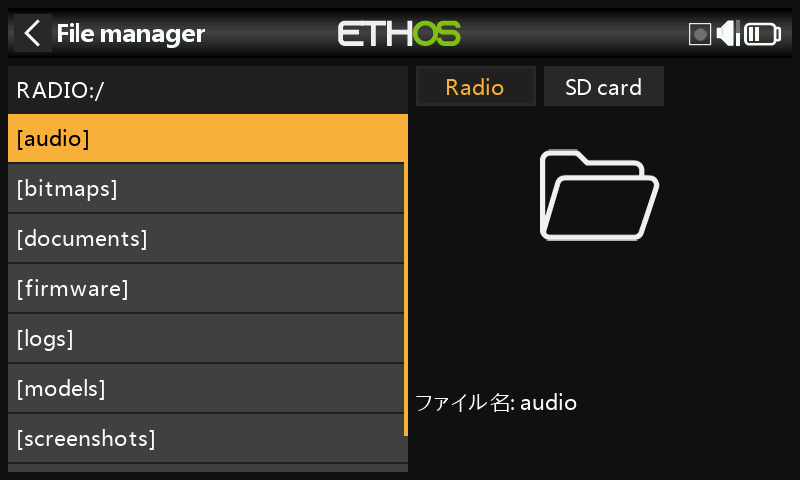 File manager
ETHOS
RADIO:/
[audio]
[bitmaps]
[documents]
[firmware]
[logs]
[models]
[screenshots]
Radio
SD card
ファイル名: audio